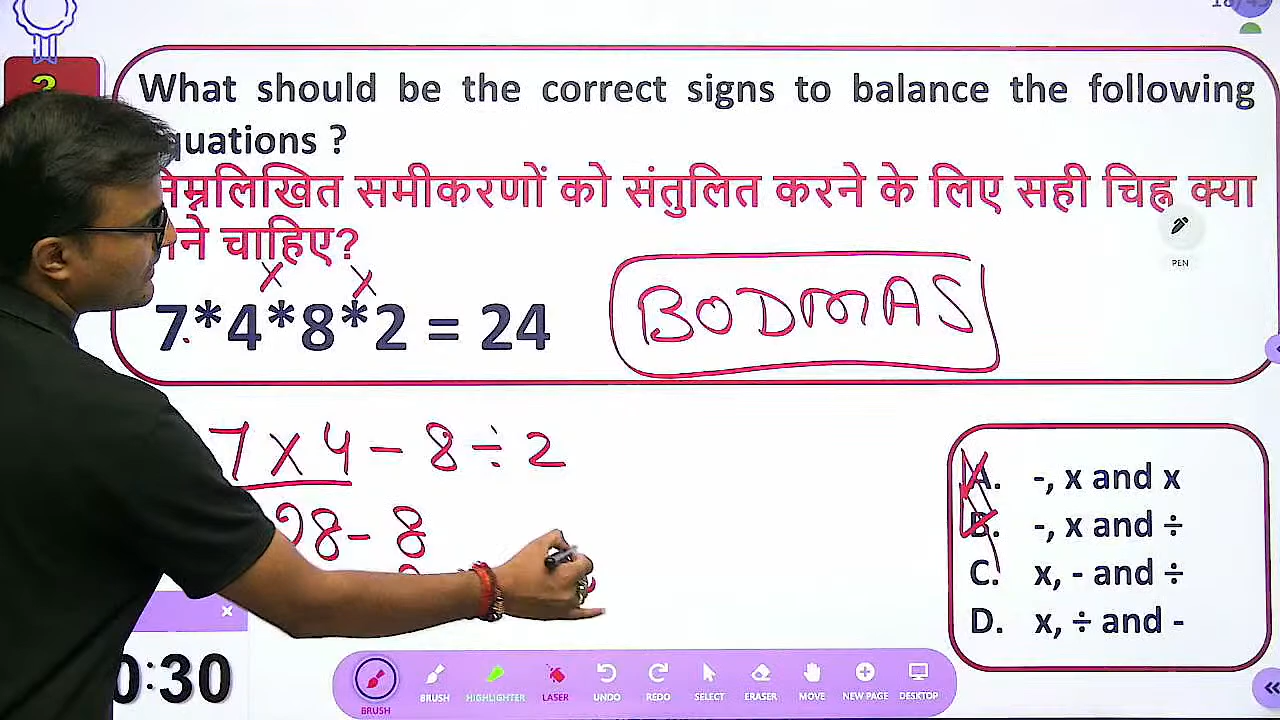 18/45
?
What should be the correct signs to balance the following
quations ?
निम्नलिखित समीकरणों को संतुलित करने के लिए सही चिह्न क्या
ने चाहिए?
x x
7*4*8*2 = 24
BODMAS
PEN
7 x 4 - 8 ÷ 2
28 - 8
A. -, x and x
B. -, x and ÷
C. x, - and ÷
D. x, ÷ and -
0:30
BRUSH
BRUSH
HIGHLIGHTER
LASER
UNDO
REDO
SELECT
ERASER
MOVE
NEW PAGE
DESKTOP